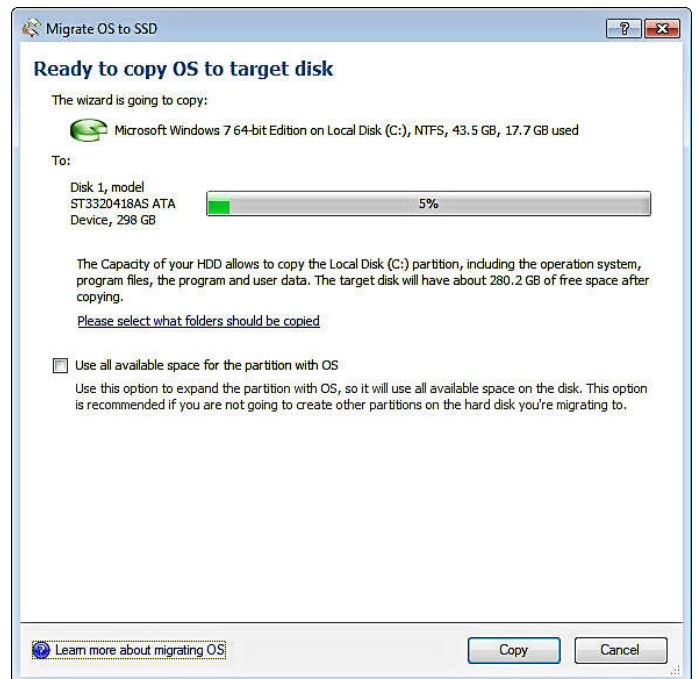 Migrate OS to SSD
Ready to copy OS to target disk
The wizard is going to copy:
Microsoft Windows 7 64-bit Edition on Local Disk (C:), NTFS, 43.5 GB, 17.7 GB used
To:
Disk 1, model
ST3320418AS ATA
Device, 298 GB
5%
The Capacity of your HDD allows to copy the Local Disk (C:) partition, including the operation system,
program files, the program and user data. The target disk will have about 280.2 GB of free space after
copying.
Please select what folders should be copied
Use all available space for the partition with OS
Use this option to expand the partition with OS, so it will use all available space on the disk. This option
is recommended if you are not going to create other partitions on the hard disk you're migrating to.
Learn more about migrating OS
Copy
Cancel